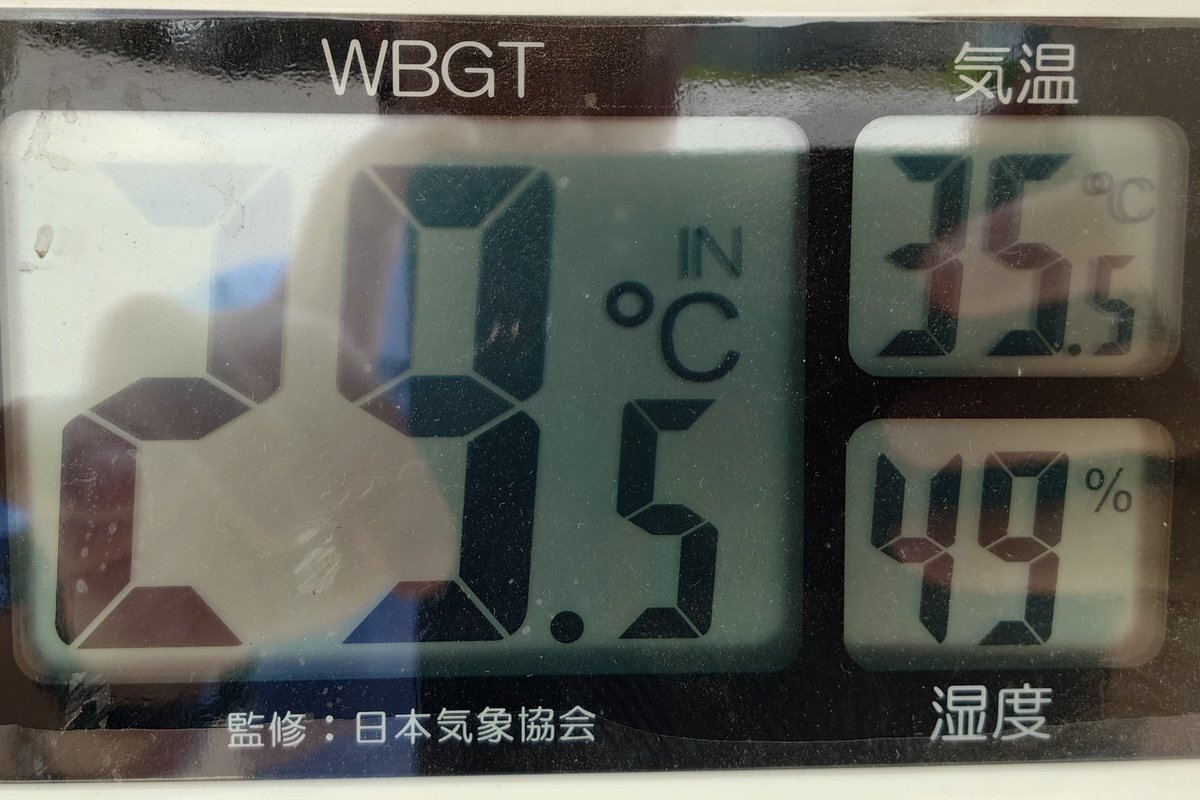 WBGT
29.5 IN ℃
気温
35.5 ℃
49 %
湿度
監修：日本気象協会